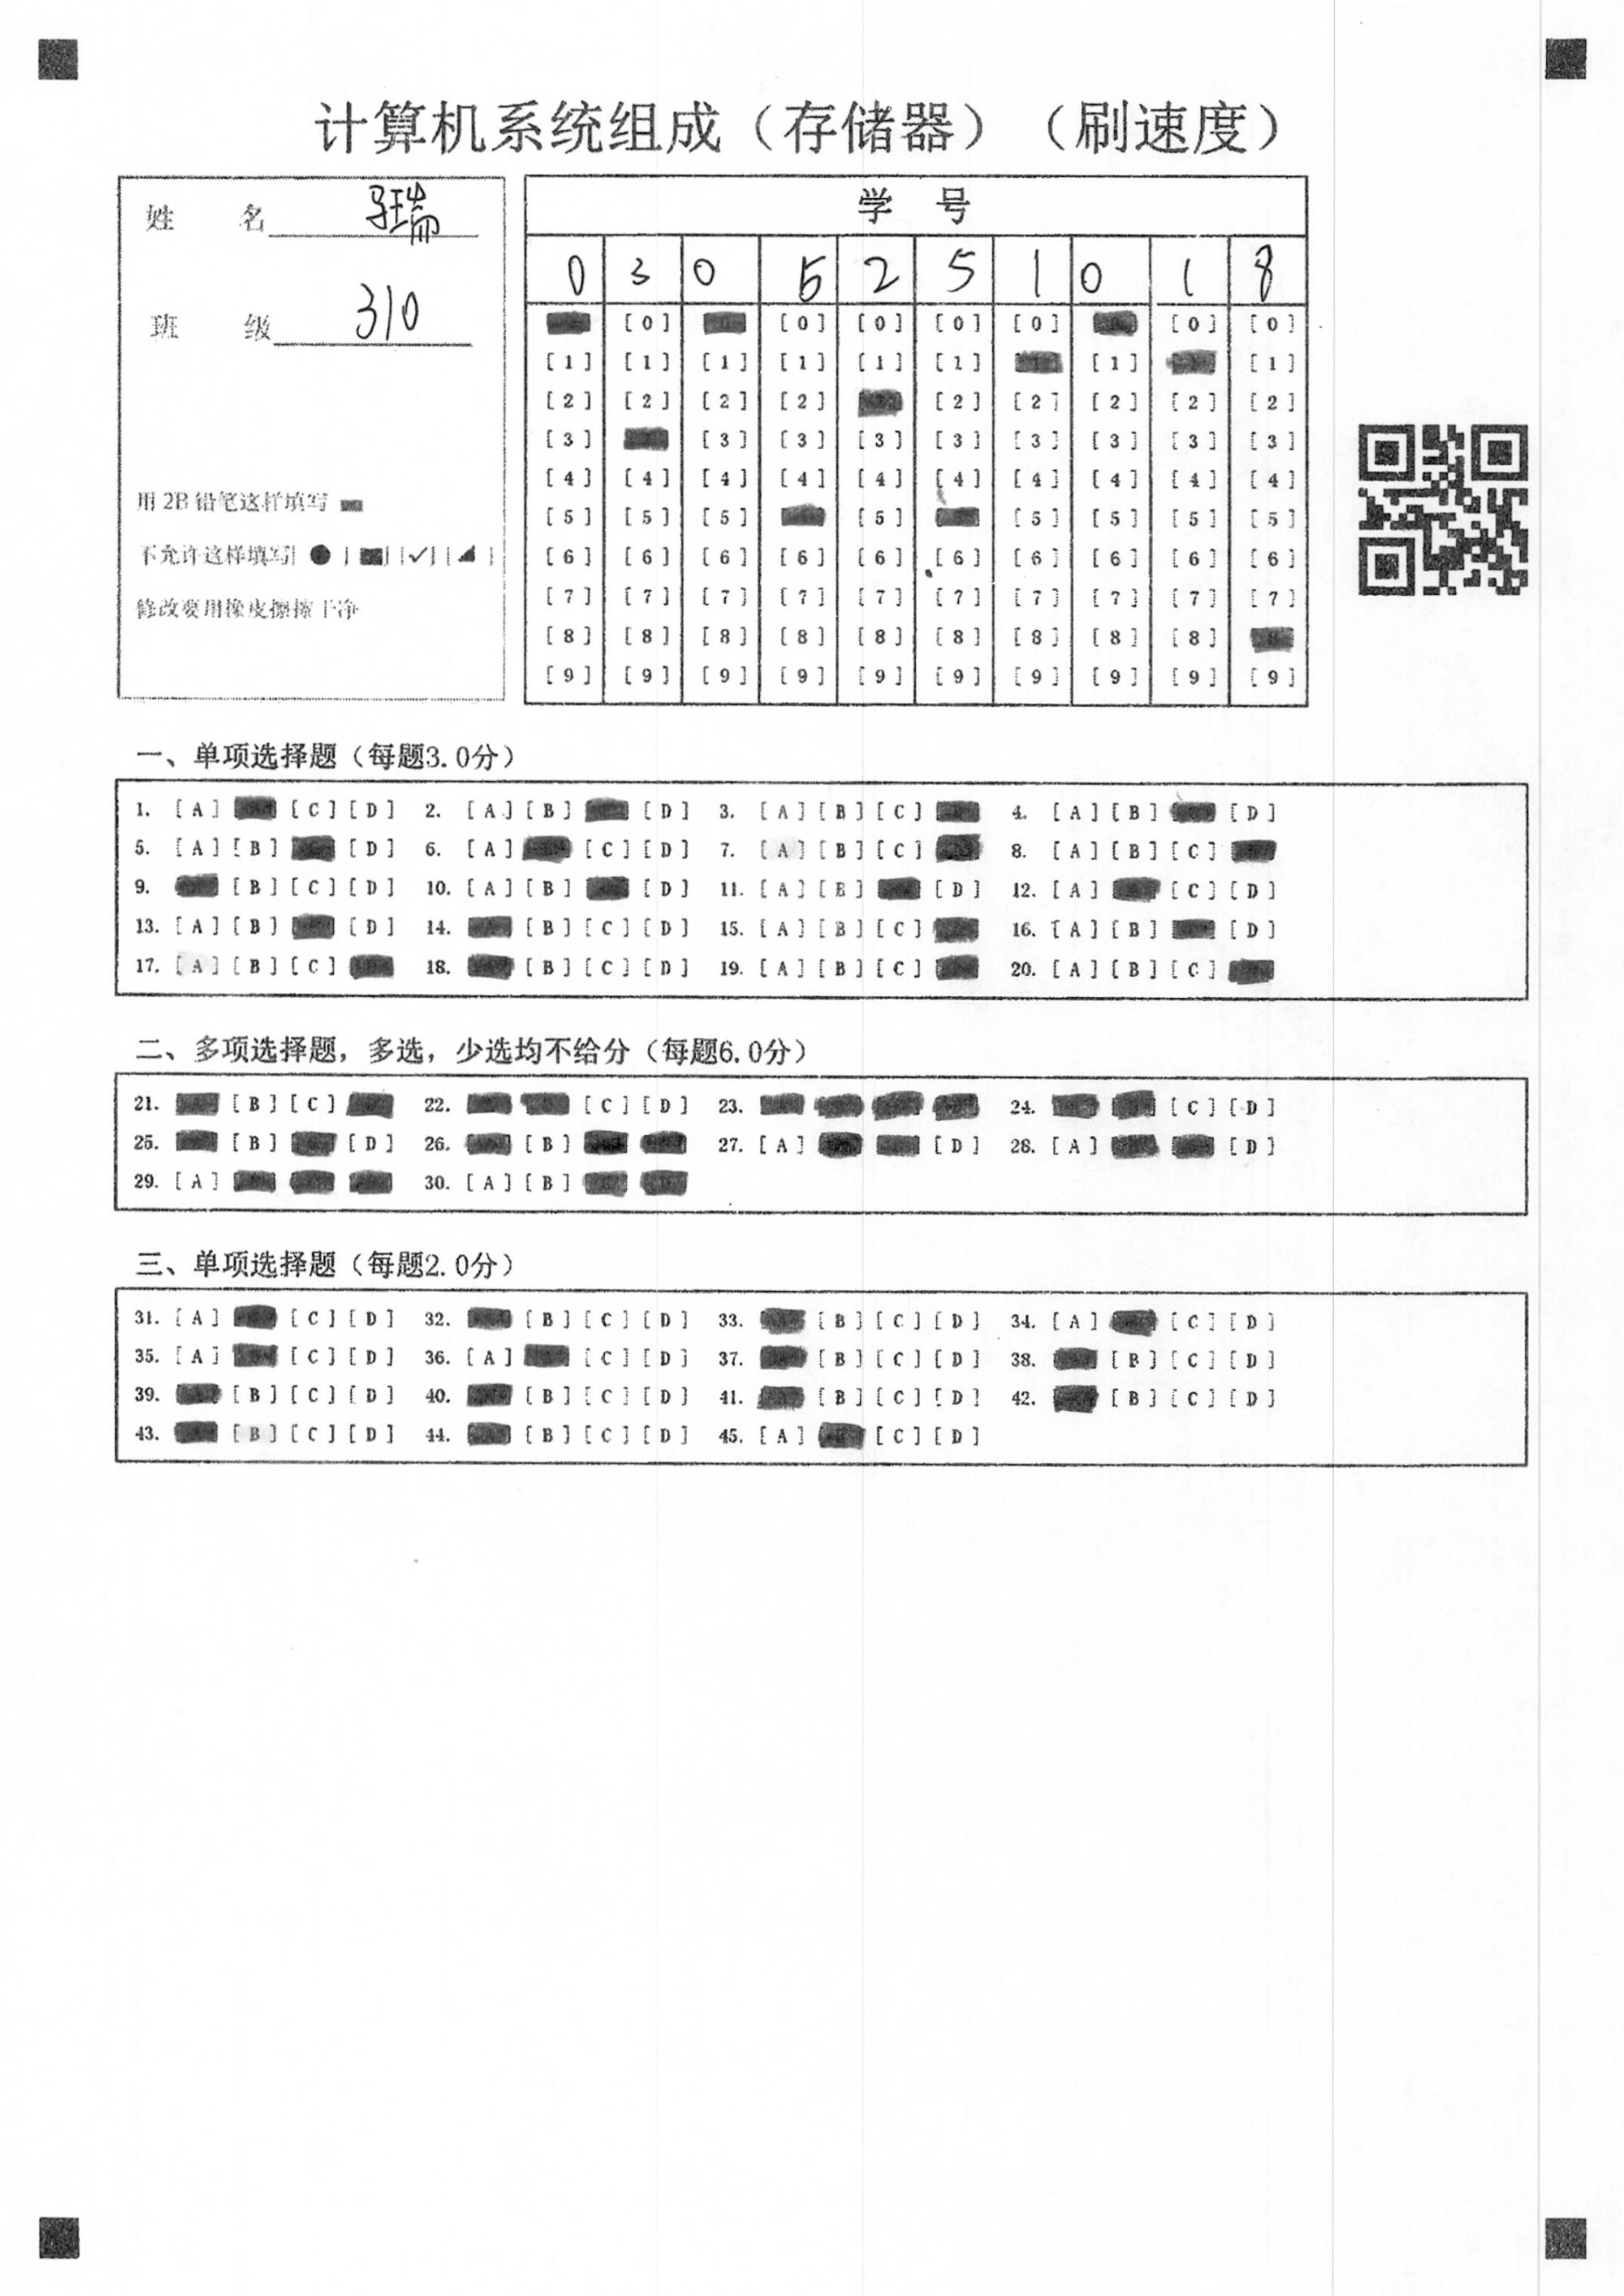 计算机系统组成（存储器）（刷速度）
姓 名
班 级 310
用 2B 铅笔这样填写
不允许这样填写
修改要用橡皮擦擦干净
学 号
0 3 0 5 2 5 1 0 1 8
[0] [0] [0] [0] [0] [0] [0]
[1] [1] [1] [1] [1] [1] [1] [1]
[2] [2] [2] [2] [2] [2] [2] [2] [2]
[3] [3] [3] [3] [3] [3] [3] [3] [3]
[4] [4] [4] [4] [4] [4] [4] [4] [4] [4]
[5] [5] [5] [5] [5] [5] [5] [5]
[6] [6] [6] [6] [6] [6] [6] [6] [6] [6]
[7] [7] [7] [7] [7] [7] [7] [7] [7] [7]
[8] [8] [8] [8] [8] [8] [8] [8] [8] [8]
[9] [9] [9] [9] [9] [9] [9] [9] [9] [9]
一、单项选择题（每题3.0分）
1. [A] [C] [D] 2. [A] [B] [D] 3. [A] [B] [C] 4. [A] [B] [D]
5. [A] [B] [D] 6. [A] [C] [D] 7. [A] [B] [C] 8. [A] [B] [C]
9. [B] [C] [D] 10. [A] [B] [D] 11. [A] [B] [D] 12. [A] [C] [D]
13. [A] [B] [D] 14. [B] [C] [D] 15. [A] [B] [C] 16. [A] [B] [D]
17. [A] [B] [C] 18. [B] [C] [D] 19. [A] [B] [C] 20. [A] [B] [C]
二、多项选择题，多选，少选均不给分（每题6.0分）
21. [B] [C] 22. [C] [D] 23. 24. [C] [D]
25. [B] [D] 26. [B] 27. [A] [D] 28. [A] [D]
29. [A] 30. [A] [B]
三、单项选择题（每题2.0分）
31. [A] [C] [D] 32. [B] [C] [D] 33. [B] [C] [D] 34. [A] [C] [D]
35. [A] [C] [D] 36. [A] [C] [D] 37. [B] [C] [D] 38. [B] [C] [D]
39. [B] [C] [D] 40. [B] [C] [D] 41. [B] [C] [D] 42. [B] [C] [D]
43. [B] [C] [D] 44. [B] [C] [D] 45. [A] [C] [D]